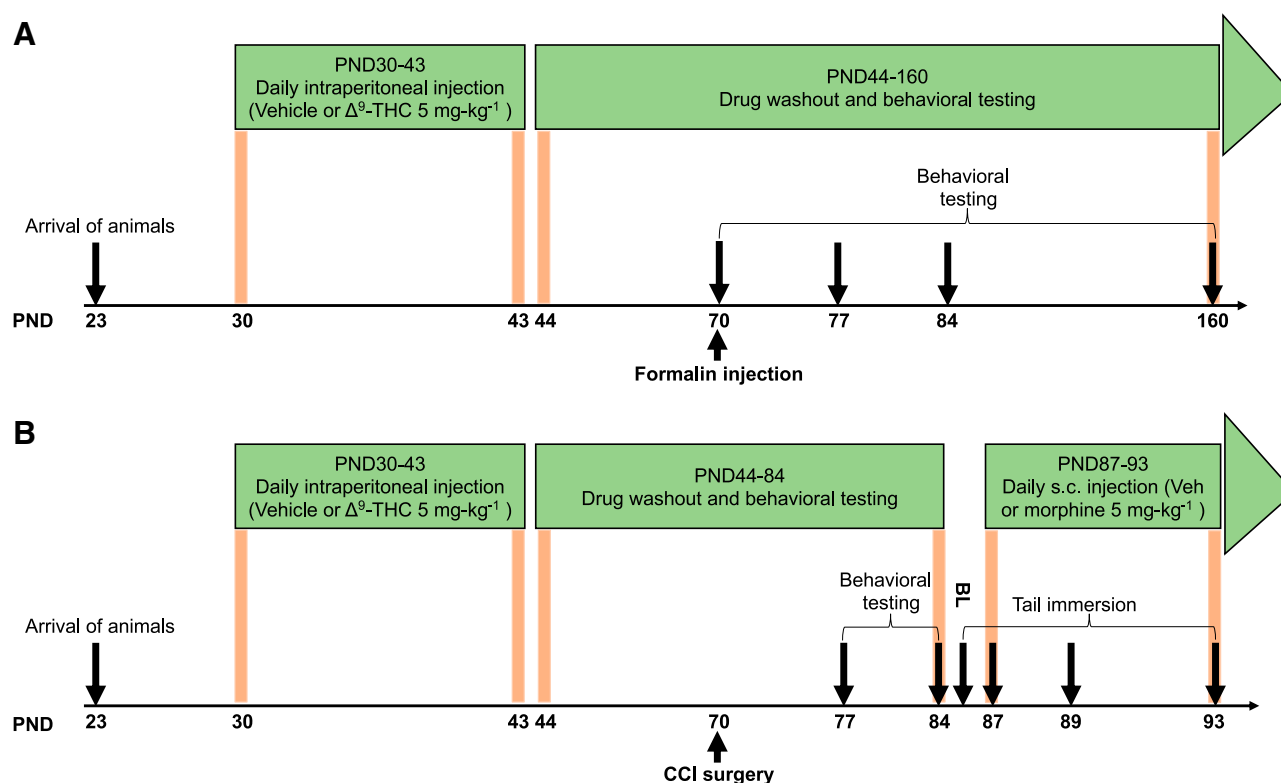 A
PND30-43
Daily intraperitoneal injection
(Vehicle or Δ⁹-THC 5 mg-kg⁻¹ )
PND44-160
Drug washout and behavioral testing
Behavioral
testing
Arrival of animals
PND 23 30 43 44 70 77 84 160
Formalin injection
B
PND30-43
Daily intraperitoneal injection
(Vehicle or Δ⁹-THC 5 mg-kg⁻¹ )
PND44-84
Drug washout and behavioral testing
PND87-93
Daily s.c. injection (Veh
or morphine 5 mg-kg⁻¹ )
Behavioral
testing
BL
Tail immersion
Arrival of animals
PND 23 30 43 44 70 77 84 87 89 93
CCI surgery